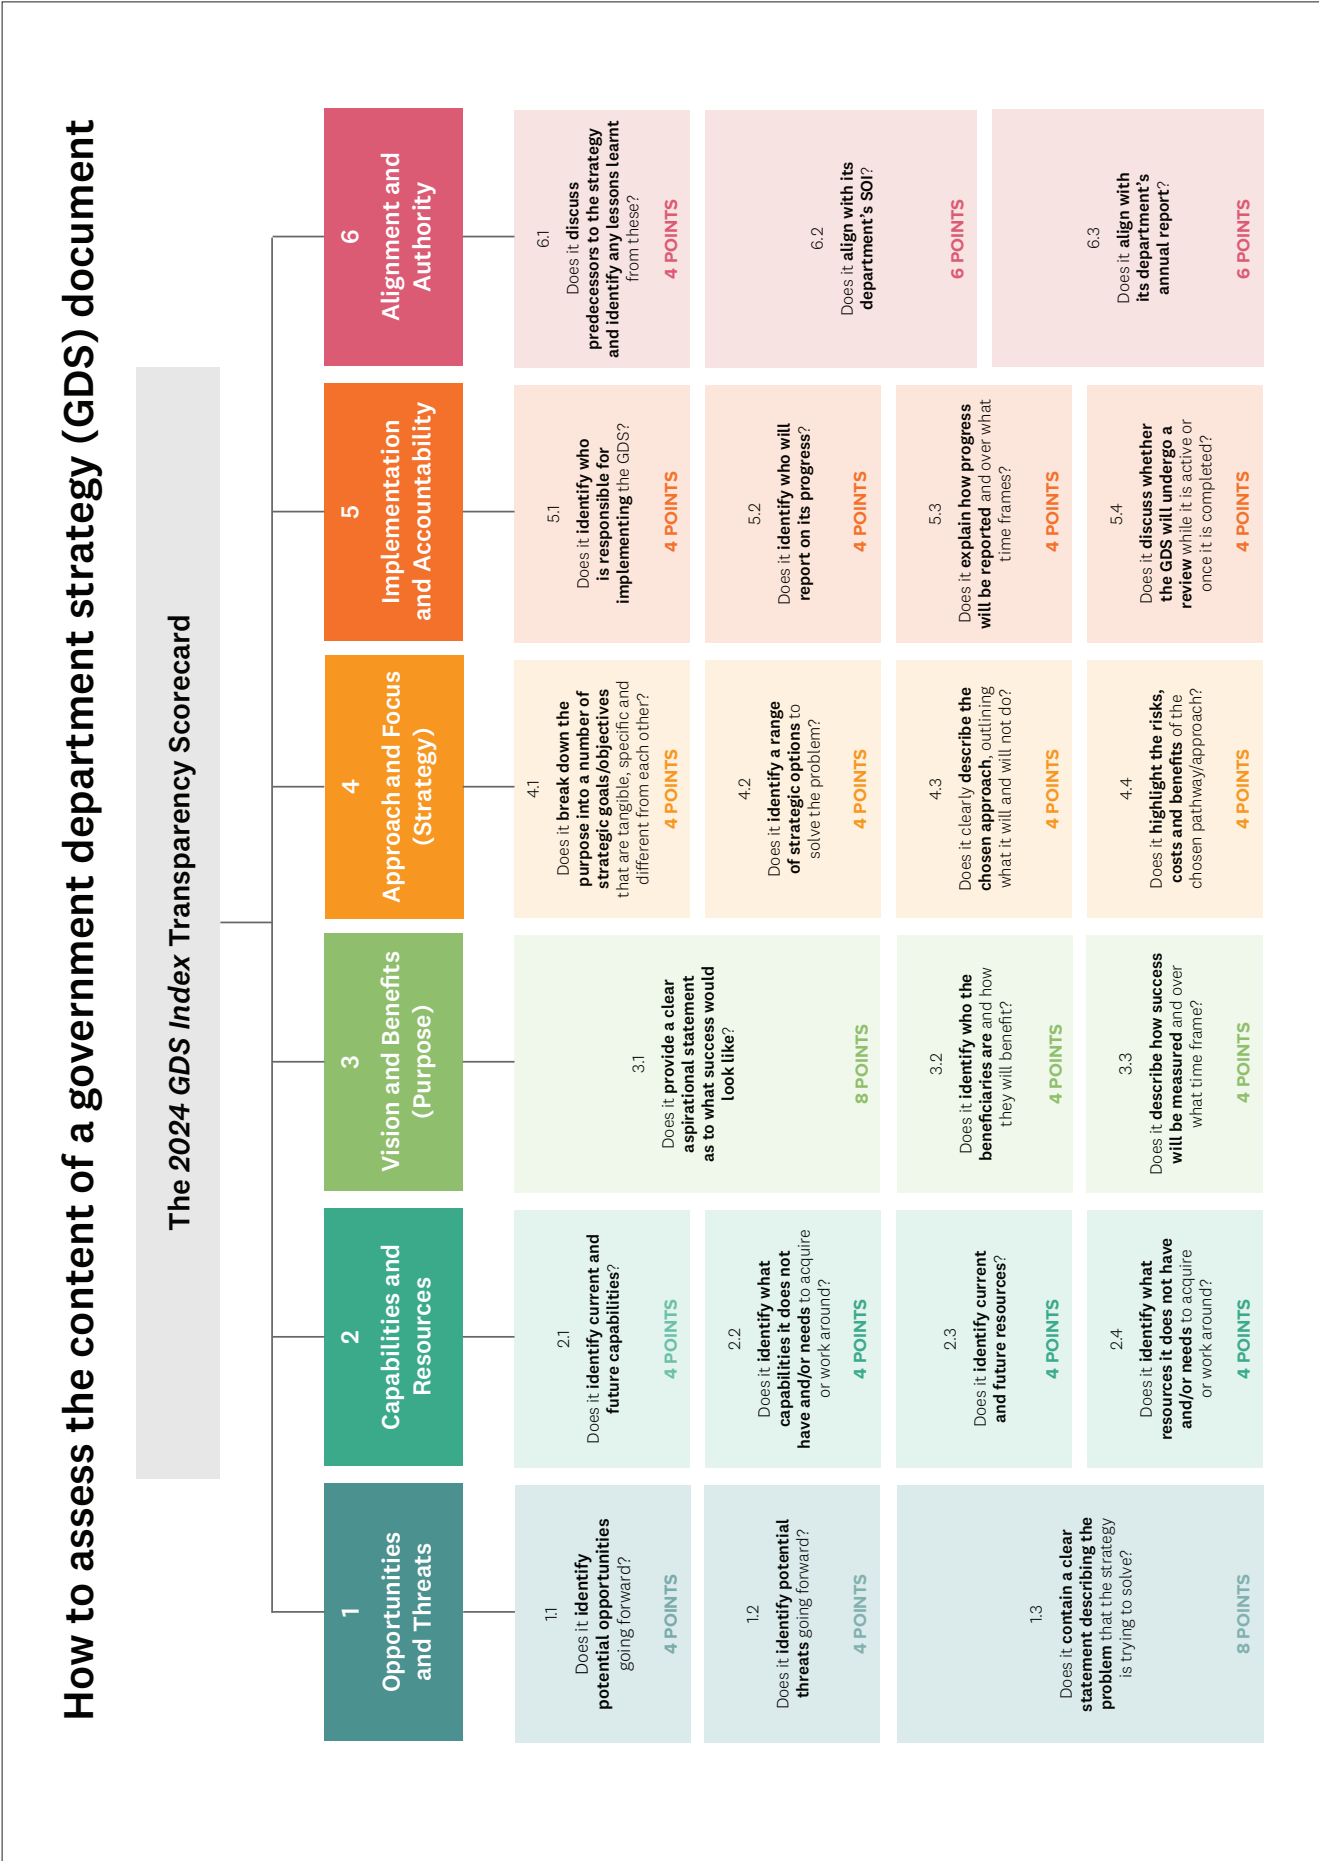 How to assess the content of a government department strategy (GDS) document
The 2024 GDS Index Transparency Scorecard
1
Opportunities
and Threats
1.1
Does it identify
potential opportunities
going forward?
4 POINTS
1.2
Does it identify potential
threats going forward?
4 POINTS
1.3
Does it contain a clear
statement describing the
problem that the strategy
is trying to solve?
8 POINTS
2
Capabilities and
Resources
2.1
Does it identify current and
future capabilities?
4 POINTS
2.2
Does it identify what
capabilities it does not
have and/or needs to acquire
or work around?
4 POINTS
2.3
Does it identify current
and future resources?
4 POINTS
2.4
Does it identify what
resources it does not have
and/or needs to acquire
or work around?
4 POINTS
3
Vision and Benefits
(Purpose)
3.1
Does it provide a clear
aspirational statement
as to what success would
look like?
8 POINTS
3.2
Does it identify who the
beneficiaries are and how
they will benefit?
4 POINTS
3.3
Does it describe how success
will be measured and over
what time frame?
4 POINTS
4
Approach and Focus
(Strategy)
4.1
Does it break down the
purpose into a number of
strategic goals/objectives
that are tangible, specific and
different from each other?
4 POINTS
4.2
Does it identify a range
of strategic options to
solve the problem?
4 POINTS
4.3
Does it clearly describe the
chosen approach, outlining
what it will and will not do?
4 POINTS
4.4
Does it highlight the risks,
costs and benefits of the
chosen pathway/approach?
4 POINTS
5
Implementation
and Accountability
5.1
Does it identify who
is responsible for
implementing the GDS?
4 POINTS
5.2
Does it identify who will
report on its progress?
4 POINTS
5.3
Does it explain how progress
will be reported and over what
time frames?
4 POINTS
5.4
Does it discuss whether
the GDS will undergo a
review while it is active or
once it is completed?
4 POINTS
6
Alignment and
Authority
6.1
Does it discuss
predecessors to the strategy
and identify any lessons learnt
from these?
4 POINTS
6.2
Does it align with its
department's SOI?
6 POINTS
6.3
Does it align with
its department's
annual report?
6 POINTS